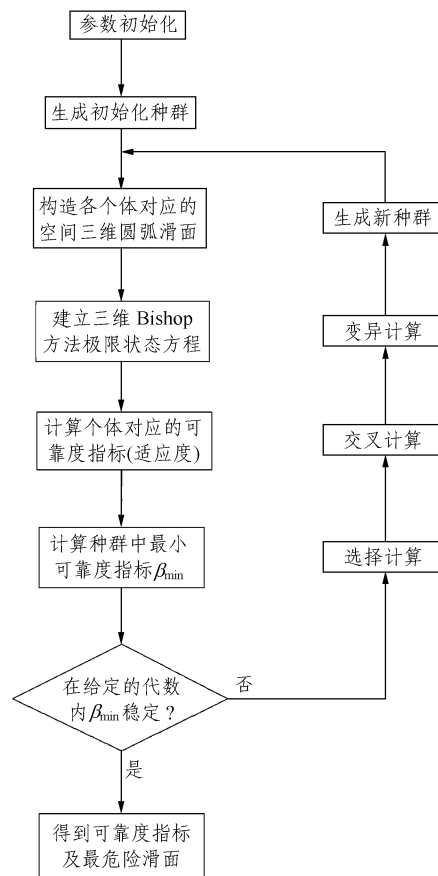 参数初始化
生成初始化种群
构造各个体对应的
空间三维圆弧滑面
建立三维 Bishop
方法极限状态方程
计算个体对应的可
靠度指标(适应度)
计算种群中最小
可靠度指标βmin
在给定的代数
内βmin稳定？
否
是
得到可靠度指标
及最危险滑面
选择计算
交叉计算
变异计算
生成新种群